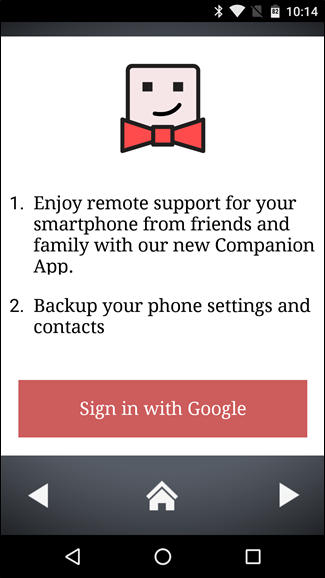 10:14
1. Enjoy remote support for your
smartphone from friends and
family with our new Companion
App.
2. Backup your phone settings and
contacts
Sign in with Google